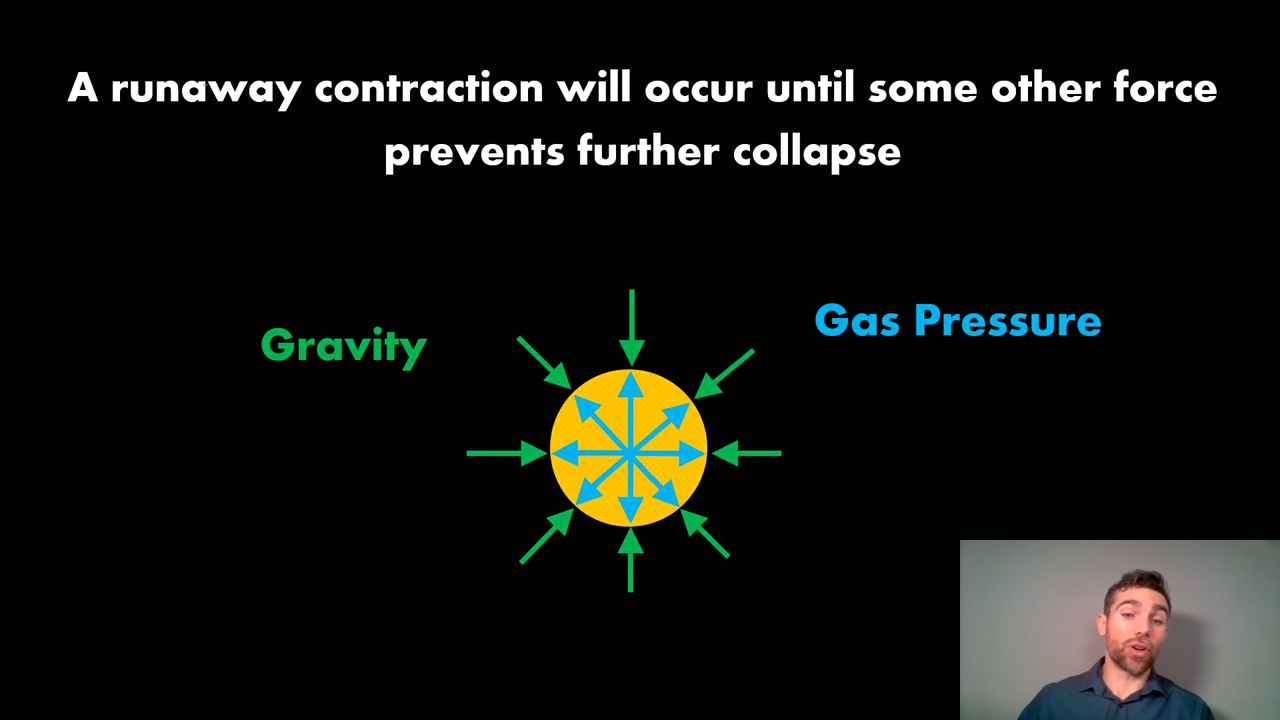 A runaway contraction will occur until some other force
prevents further collapse
Gravity
Gas Pressure